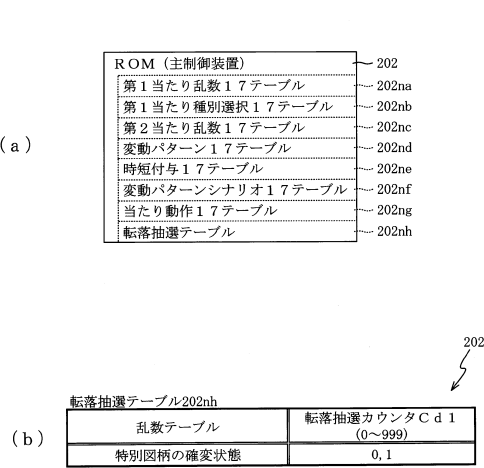 (a)
ROM(主制御装置) 202
第1当たり乱数17テーブル 202na
第1当たり種別選択17テーブル 202nb
第2当たり乱数17テーブル 202nc
変動パターン17テーブル 202nd
時短付与17テーブル 202ne
変動パターンシナリオ17テーブル 202nf
当たり動作17テーブル 202ng
転落抽選テーブル 202nh
202
転落抽選テーブル202nh
(b)
乱数テーブル 転落抽選カウンタCd1
(0～999)
特別図柄の確変状態 0,1